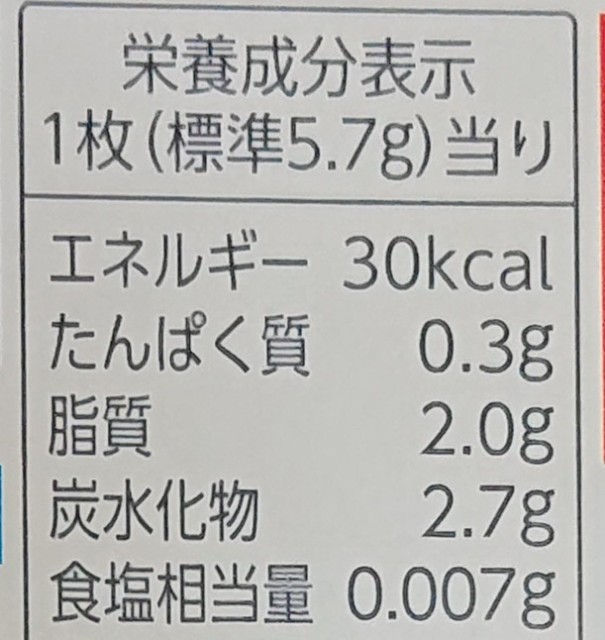 栄養成分表示
1枚(標準5.7g)当り
エネルギー 30kcal
たんぱく質 0.3g
脂質 2.0g
炭水化物 2.7g
食塩相当量 0.007g